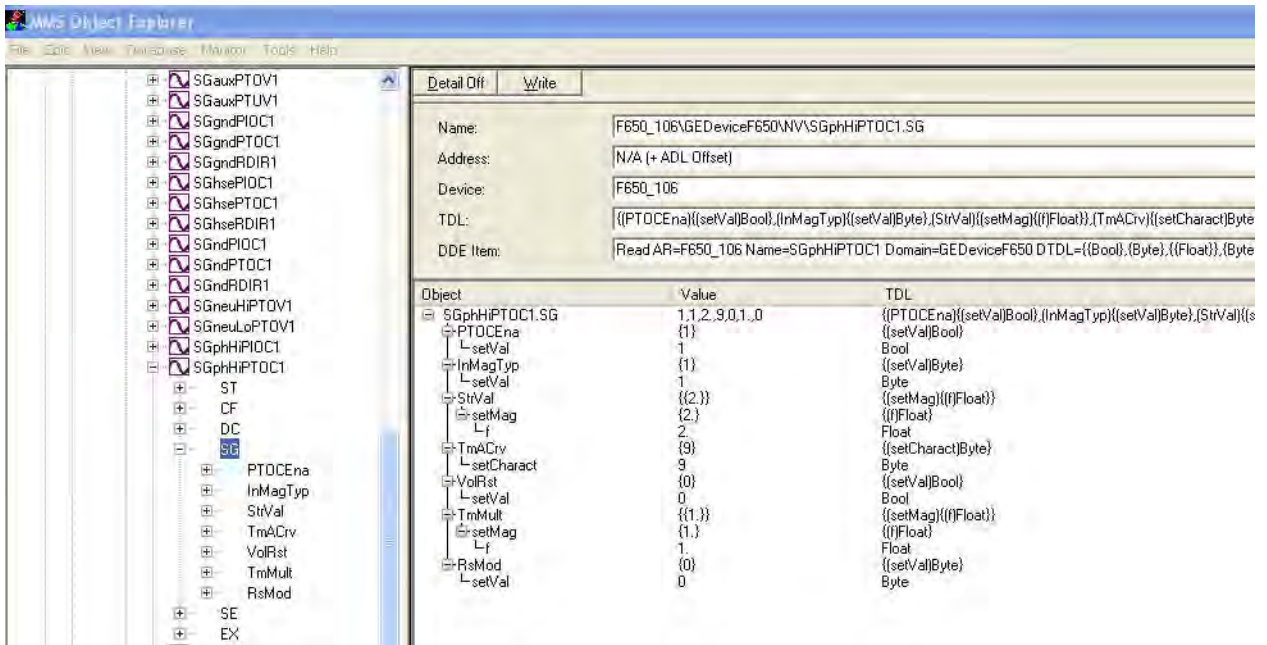 MMS Object Explorer
File Edit View Database Monitor Tools Help
SGauxPTOV1
SGauxPTUV1
SGgndPIOC1
SGgndPTOC1
SGgndRDIR1
SGhsePIOC1
SGhsePTOC1
SGhseRDIR1
SGndPIOC1
SGndPTOC1
SGndRDIR1
SGneuHiPTOV1
SGneuLoPTOV1
SGphHiPIOC1
SGphHiPTOC1
ST
CF
DC
SG
PTOCEna
InMagTyp
StrVal
TmACrv
VolRst
TmMult
RsMod
SE
EX
Detail Off Write
Name: F650_106\GEDeviceF650\NV\SGphHiPTOC1.SG
Address: N/A (+ ADL Offset)
Device: F650_106
TDL: {(PTOCEna){(setVal)Bool},(InMagTyp){(setVal)Byte},(StrVal){(setMag){(f)Float}},(TmACrv){(setCharact)Byte
DDE Item: Read AR=F650_106 Name=SGphHiPTOC1 Domain=GEDeviceF650 DTDL={{Bool},{Byte},{{Float}},{Byte
Object Value TDL
SGphHiPTOC1.SG 1,1,2.,9,0,1.,0 {(PTOCEna){(setVal)Bool},(InMagTyp){(setVal)Byte},(StrVal){(s
PTOCEna {1} {(setVal)Bool}
setVal 1 Bool
InMagTyp {1} {(setVal)Byte}
setVal 1 Byte
StrVal {{2.}} {(setMag){(f)Float}}
setMag {2.} {(f)Float}
f 2. Float
TmACrv {9} {(setCharact)Byte}
setCharact 9 Byte
VolRst {0} {(setVal)Bool}
setVal 0 Bool
TmMult {{1.}} {(setMag){(f)Float}}
setMag {1.} {(f)Float}
f 1. Float
RsMod {0} {(setVal)Byte}
setVal 0 Byte